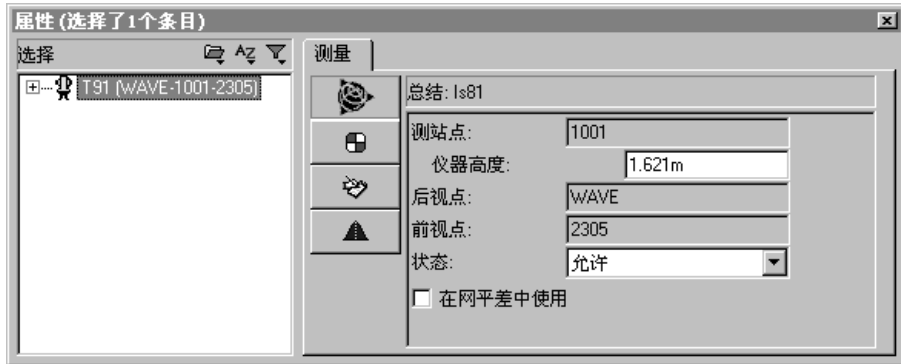 属性(选择了1个条目)
选择 AZ 测量
T91 (WAVE-1001-2305)
总结: ls81
测站点: 1001
仪器高度: 1.621m
后视点: WAVE
前视点: 2305
状态: 允许
在网平差中使用